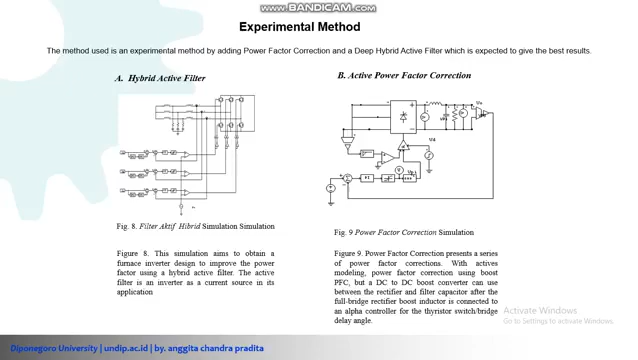 WWW.BANDICAM.COM
Experimental Method
The method used is an experimental method by adding Power Factor Correction and a Deep Hybrid Active Filter which is expected to give the best results.
A. Hybrid Active Filter
B. Active Power Factor Correction
Fig. 8. Filter Aktif Hibrid Simulation Simulation
Fig. 9 Power Factor Correction Simulation
Figure 8. This simulation aims to obtain a
furnace inverter design to improve the power
factor using a hybrid active filter. The active
filter is an inverter as a current source in its
application
Figure 9. Power Factor Correction presents a series
of power factor corrections. With actives
modeling, power factor correction using boost
PFC, but a DC to DC boost converter can use
between the rectifier and filter capacitor after the
full-bridge rectifier boost inductor is connected to
an alpha controller for the thyristor switch/bridge
delay angle.
Activate Windows
Go to Settings to activate Windows.
Diponegoro University | undip.ac.id | by. anggita chandra pradita